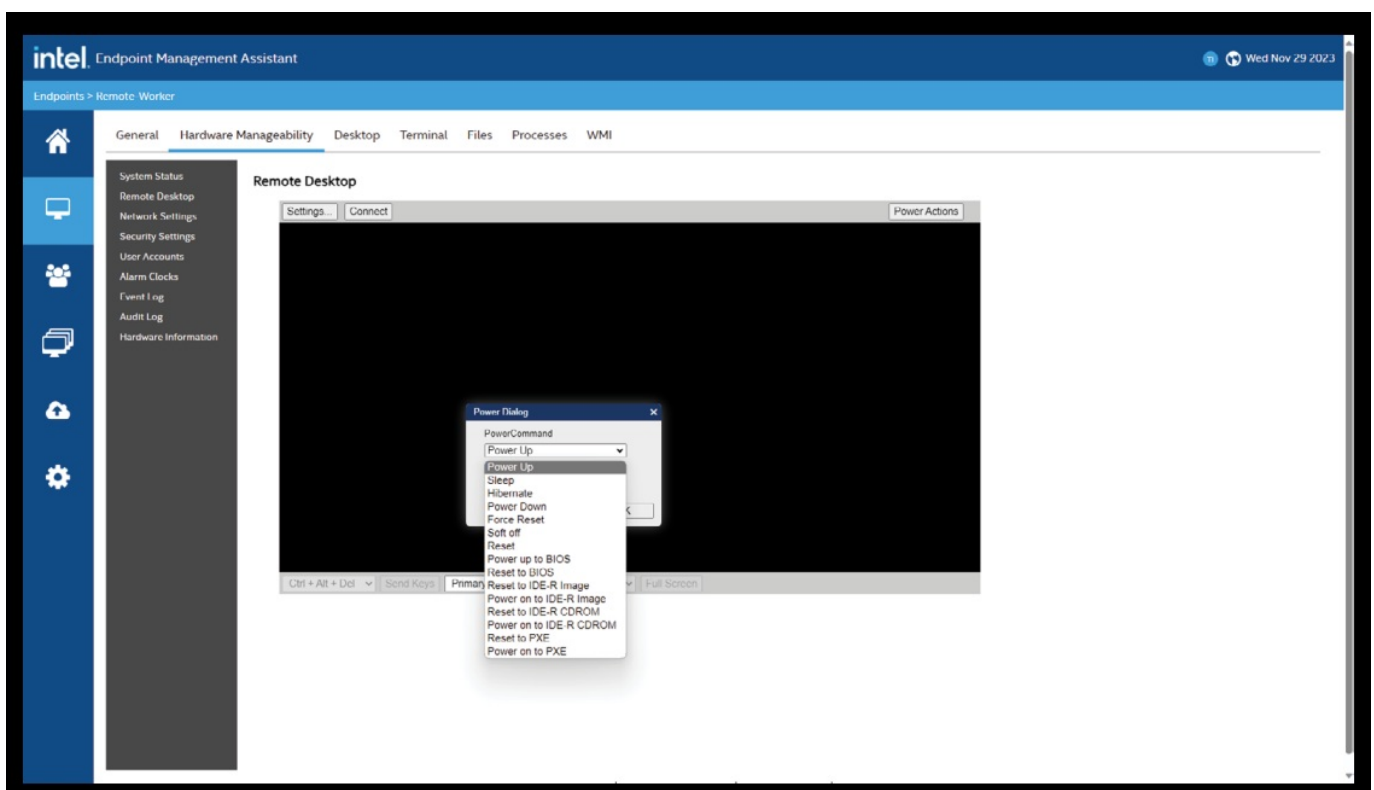 intel. Endpoint Management Assistant
TI Wed Nov 29 2023
Endpoints > Remote-Worker
General Hardware Manageability Desktop Terminal Files Processes WMI
System Status
Remote Desktop
Network Settings
Security Settings
User Accounts
Alarm Clocks
Event Log
Audit Log
Hardware Information
Remote Desktop
Settings... Connect Power Actions
Power Dialog
PowerCommand
Power Up
Power Up
Sleep
Hibernate
Power Down
Force Reset
Soft off
Reset
Power up to BIOS
Reset to BIOS
Reset to IDE-R Image
Power on to IDE-R Image
Reset to IDE-R CDROM
Power on to IDE-R CDROM
Reset to PXE
Power on to PXE
Ctrl + Alt + Del Send Keys Primary Full Screen